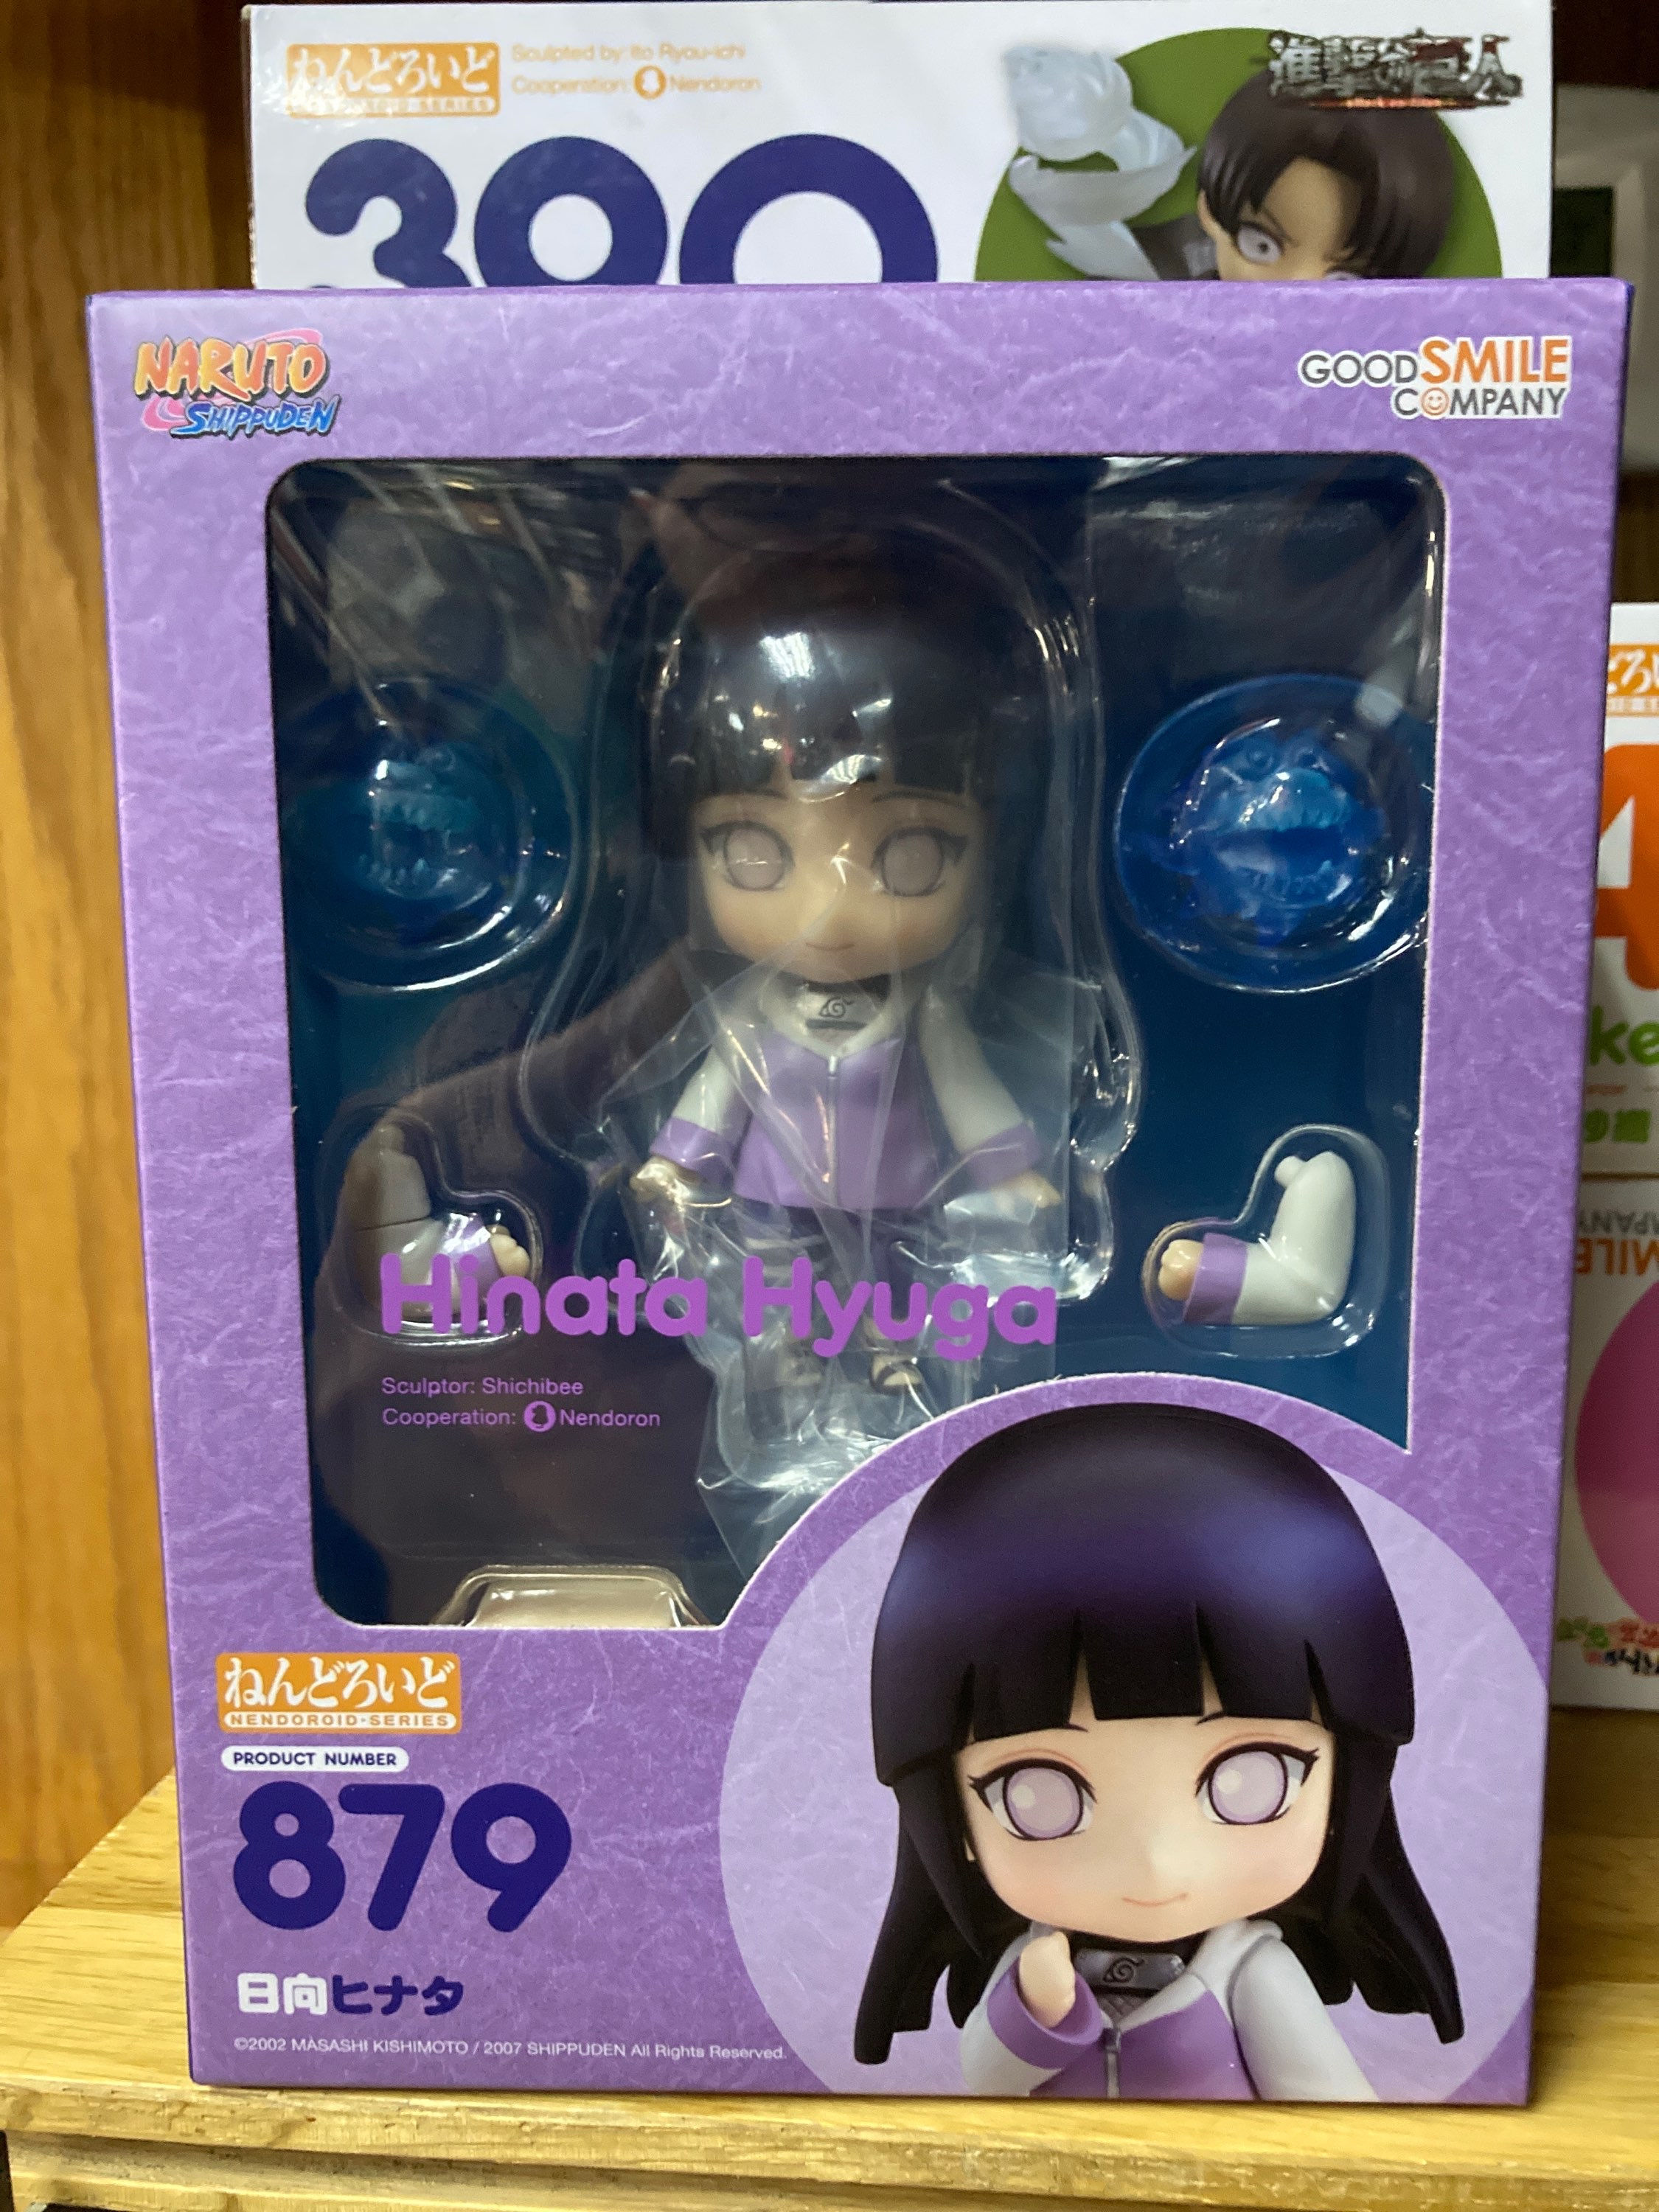 ねんどろいど
Sculpted by: Ito Ryou-ichi
Cooperation: Nendoron
390
進撃の巨人
NARUTO
SHIPPUDEN
GOOD SMILE
COMPANY
Hinata Hyuga
Sculptor: Shichibee
Cooperation: Nendoron
ねんどろいど
NENDOROID·SERIES
PRODUCT NUMBER
879
日向ヒナタ
©2002 MASASHI KISHIMOTO / 2007 SHIPPUDEN All Rights Reserved.